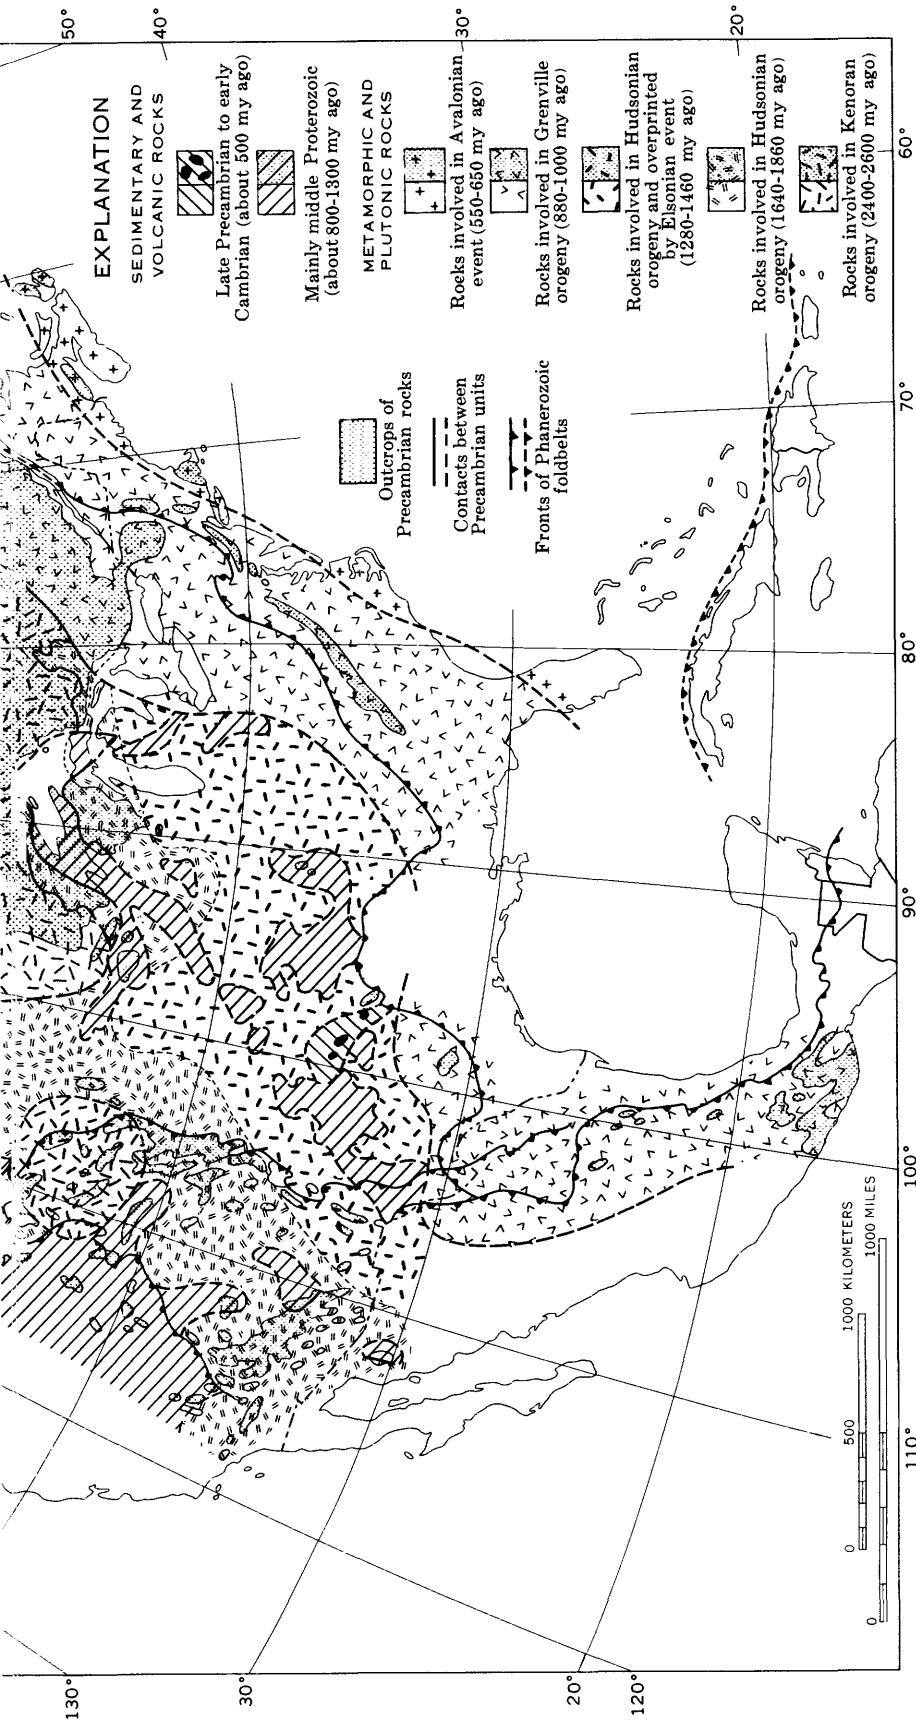 EXPLANATION
SEDIMENTARY AND
VOLCANIC ROCKS
Late Precambrian to early
Cambrian (about 500 my ago)
Mainly middle Proterozoic
(about 800-1300 my ago)
METAMORPHIC AND
PLUTONIC ROCKS
Rocks involved in Avalonian
event (550-650 my ago)
Rocks involved in Grenville
orogeny (880-1000 my ago)
Rocks involved in Hudsonian
orogeny and overprinted
by Elsonian event
(1280-1460 my ago)
Rocks involved in Hudsonian
orogeny (1640-1860 my ago)
Rocks involved in Kenoran
orogeny (2400-2600 my ago)
Outcrops of
Precambrian rocks
Contacts between
Precambrian units
Fronts of Phanerozoic
foldbelts
50°
40°
30°
20°
60°
70°
80°
90°
100°
110°
120°
20°
30°
130°
0 500 1000 KILOMETERS
0 1000 MILES